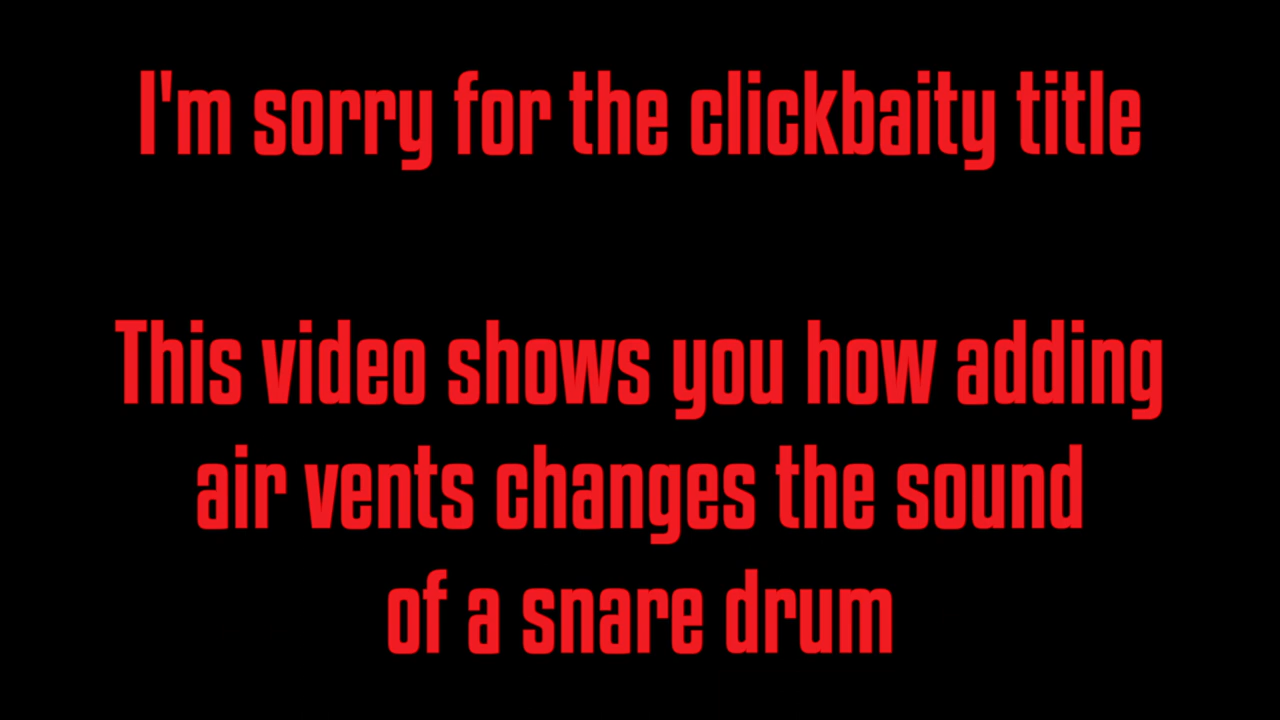 I'm sorry for the clickbaity title
This video shows you how adding
air vents changes the sound
of a snare drum